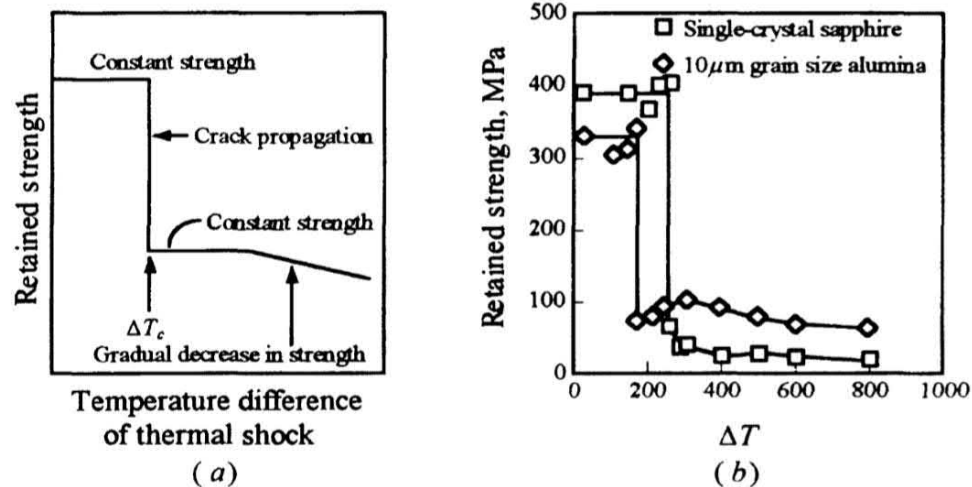 Constant strength
Crack propagation
Constant strength
ΔT_c
Gradual decrease in strength
Retained strength
Temperature difference
of thermal shock
(a)
500
400
300
200
100
0
Retained strength, MPa
Single-crystal sapphire
10μm grain size alumina
0 200 400 600 800 1000
ΔT
(b)